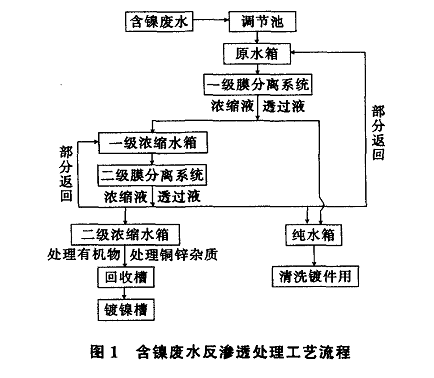 含镍废水 调节池
原水箱
一级膜分离系统
浓缩液 透过液
部分返回
一级浓缩水箱
部分返回
二级膜分离系统
浓缩液 透过液
二级浓缩水箱 纯水箱
处理有机物 处理铜锌杂质
回收槽 清洗镀件用
镀镍槽
图1 含镍废水反渗透处理工艺流程